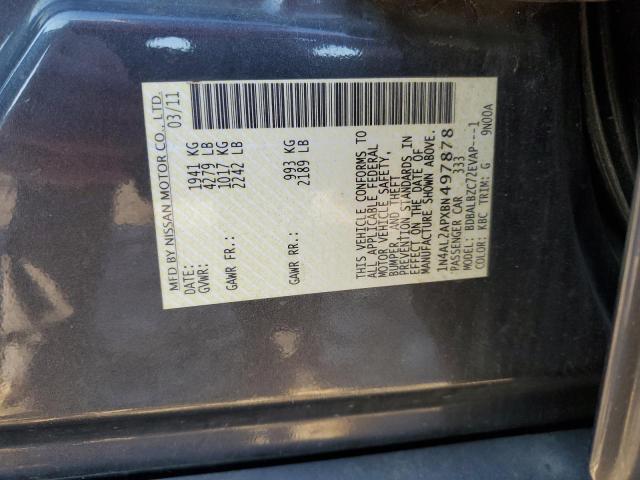 MFD BY NISSAN MOTOR CO., LTD.
DATE: 03/11
GVWR: 1941 KG
4279 LB
GAWR FR.: 1017 KG
2242 LB
GAWR RR.: 993 KG
2189 LB
THIS VEHICLE CONFORMS TO
ALL APPLICABLE FEDERAL
MOTOR VEHICLE SAFETY,
BUMPER, AND THEFT
PREVENTION STANDARDS IN
EFFECT ON THE DATE OF
MANUFACTURE SHOWN ABOVE.
1N4AL2APXBN497878
PASSENGER CAR 333
MODEL: BDBALBZC7ZEVAP---1
COLOR: KBC TRIM: G 9N00A